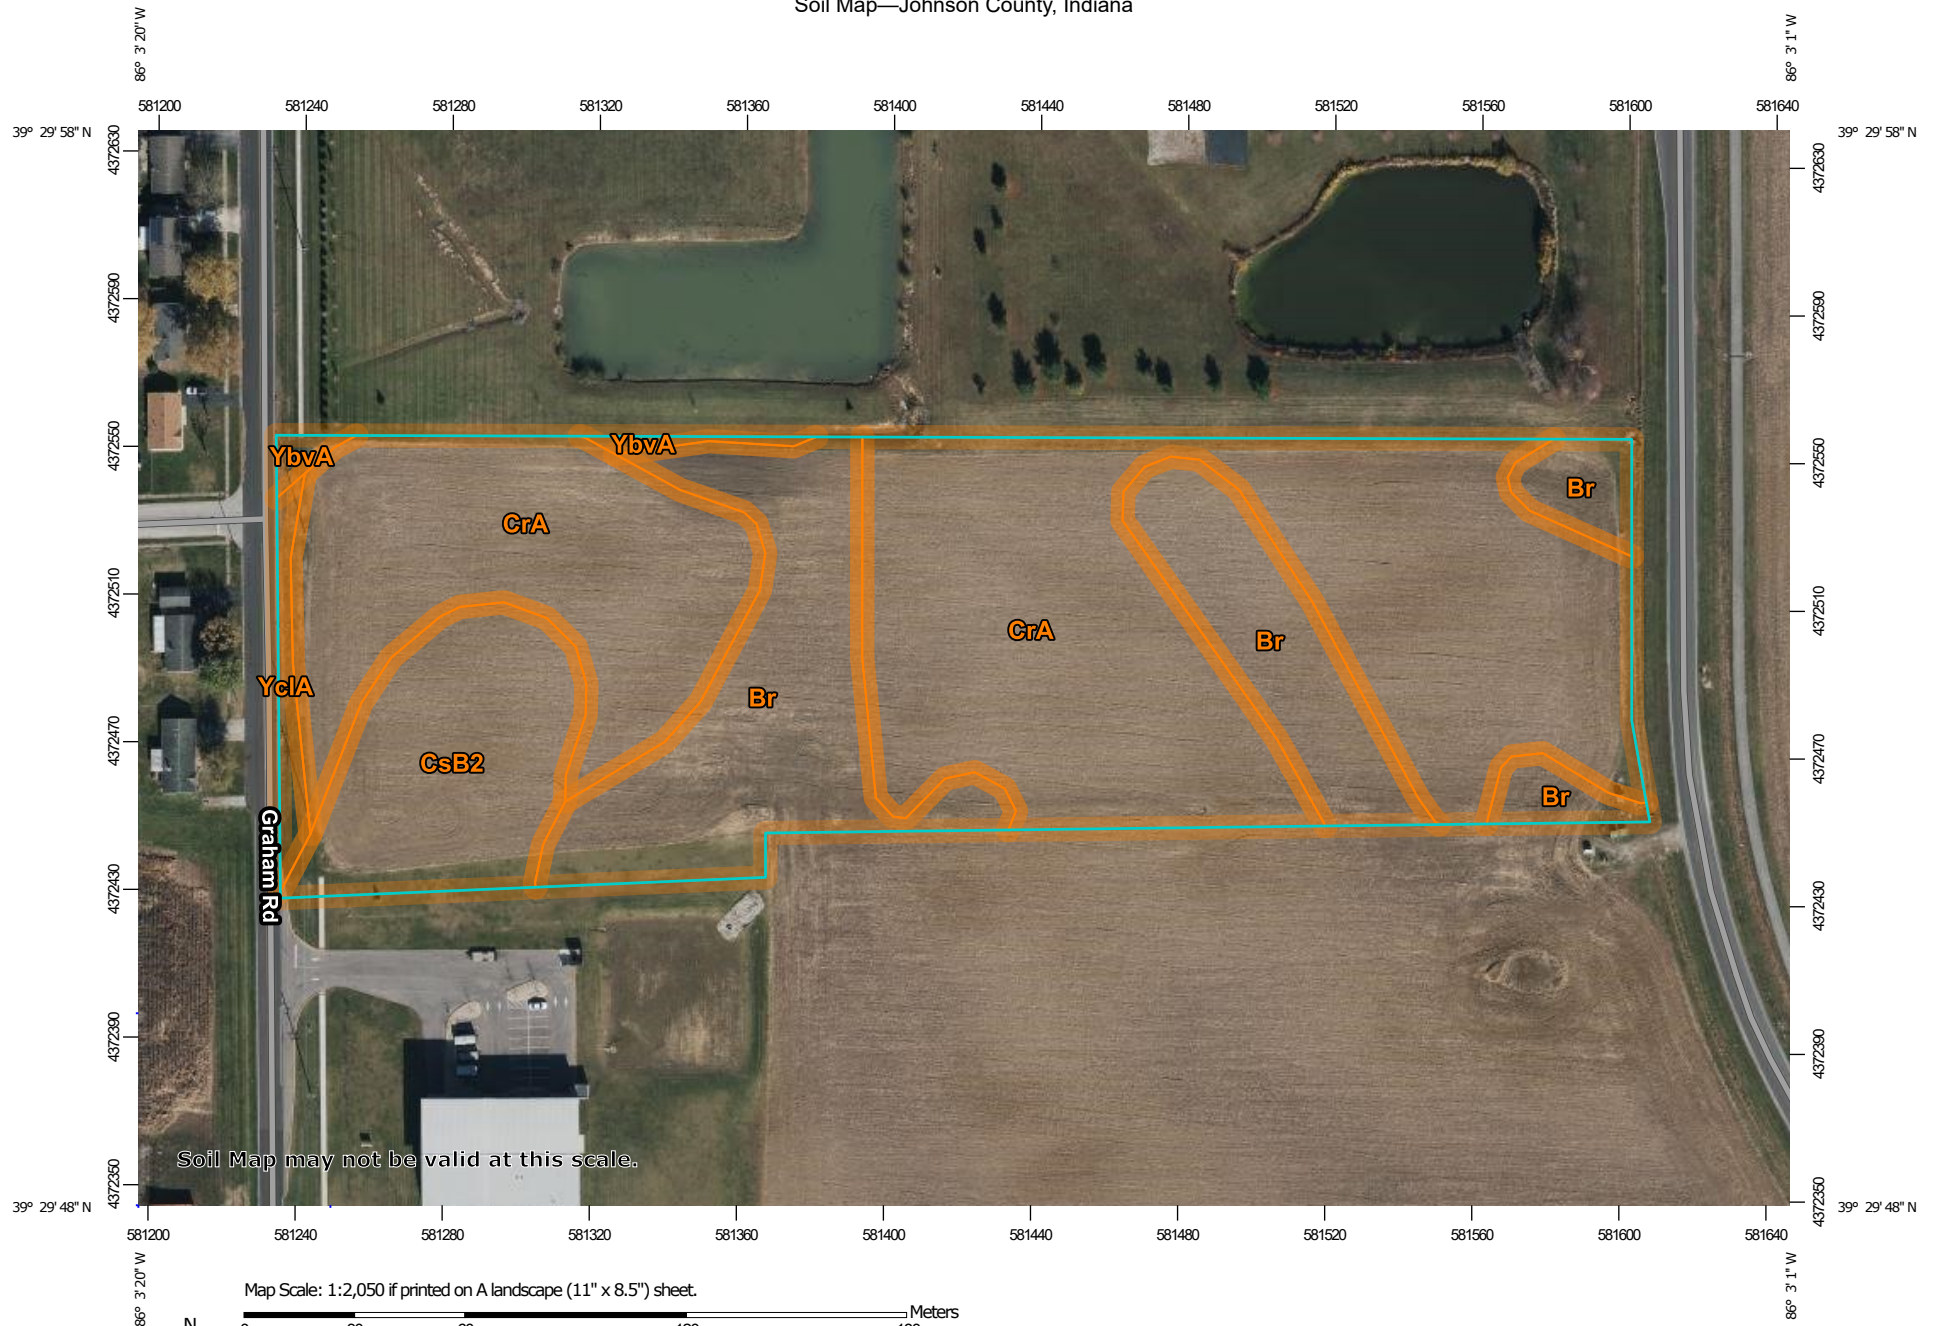 Soil Map—Johnson County, Indiana
86° 3' 20'' W
86° 3' 1'' W
581200 581240 581280 581320 581360 581400 581440 581480 581520 581560 581600 581640
39° 29' 58'' N
39° 29' 58'' N
4372630
4372630
4372590
4372590
4372550
4372550
4372510
4372510
4372470
4372470
4372430
4372430
4372390
4372390
4372350
4372350
YbvA
YbvA
Br
CrA
CrA
Br
YclA
Br
CsB2
Br
Graham Rd
Soil Map may not be valid at this scale.
39° 29' 48'' N
39° 29' 48'' N
581200 581240 581280 581320 581360 581400 581440 581480 581520 581560 581600 581640
86° 3' 20'' W
86° 3' 1'' W
Map Scale: 1:2,050 if printed on A landscape (11" x 8.5") sheet.
Meters
N